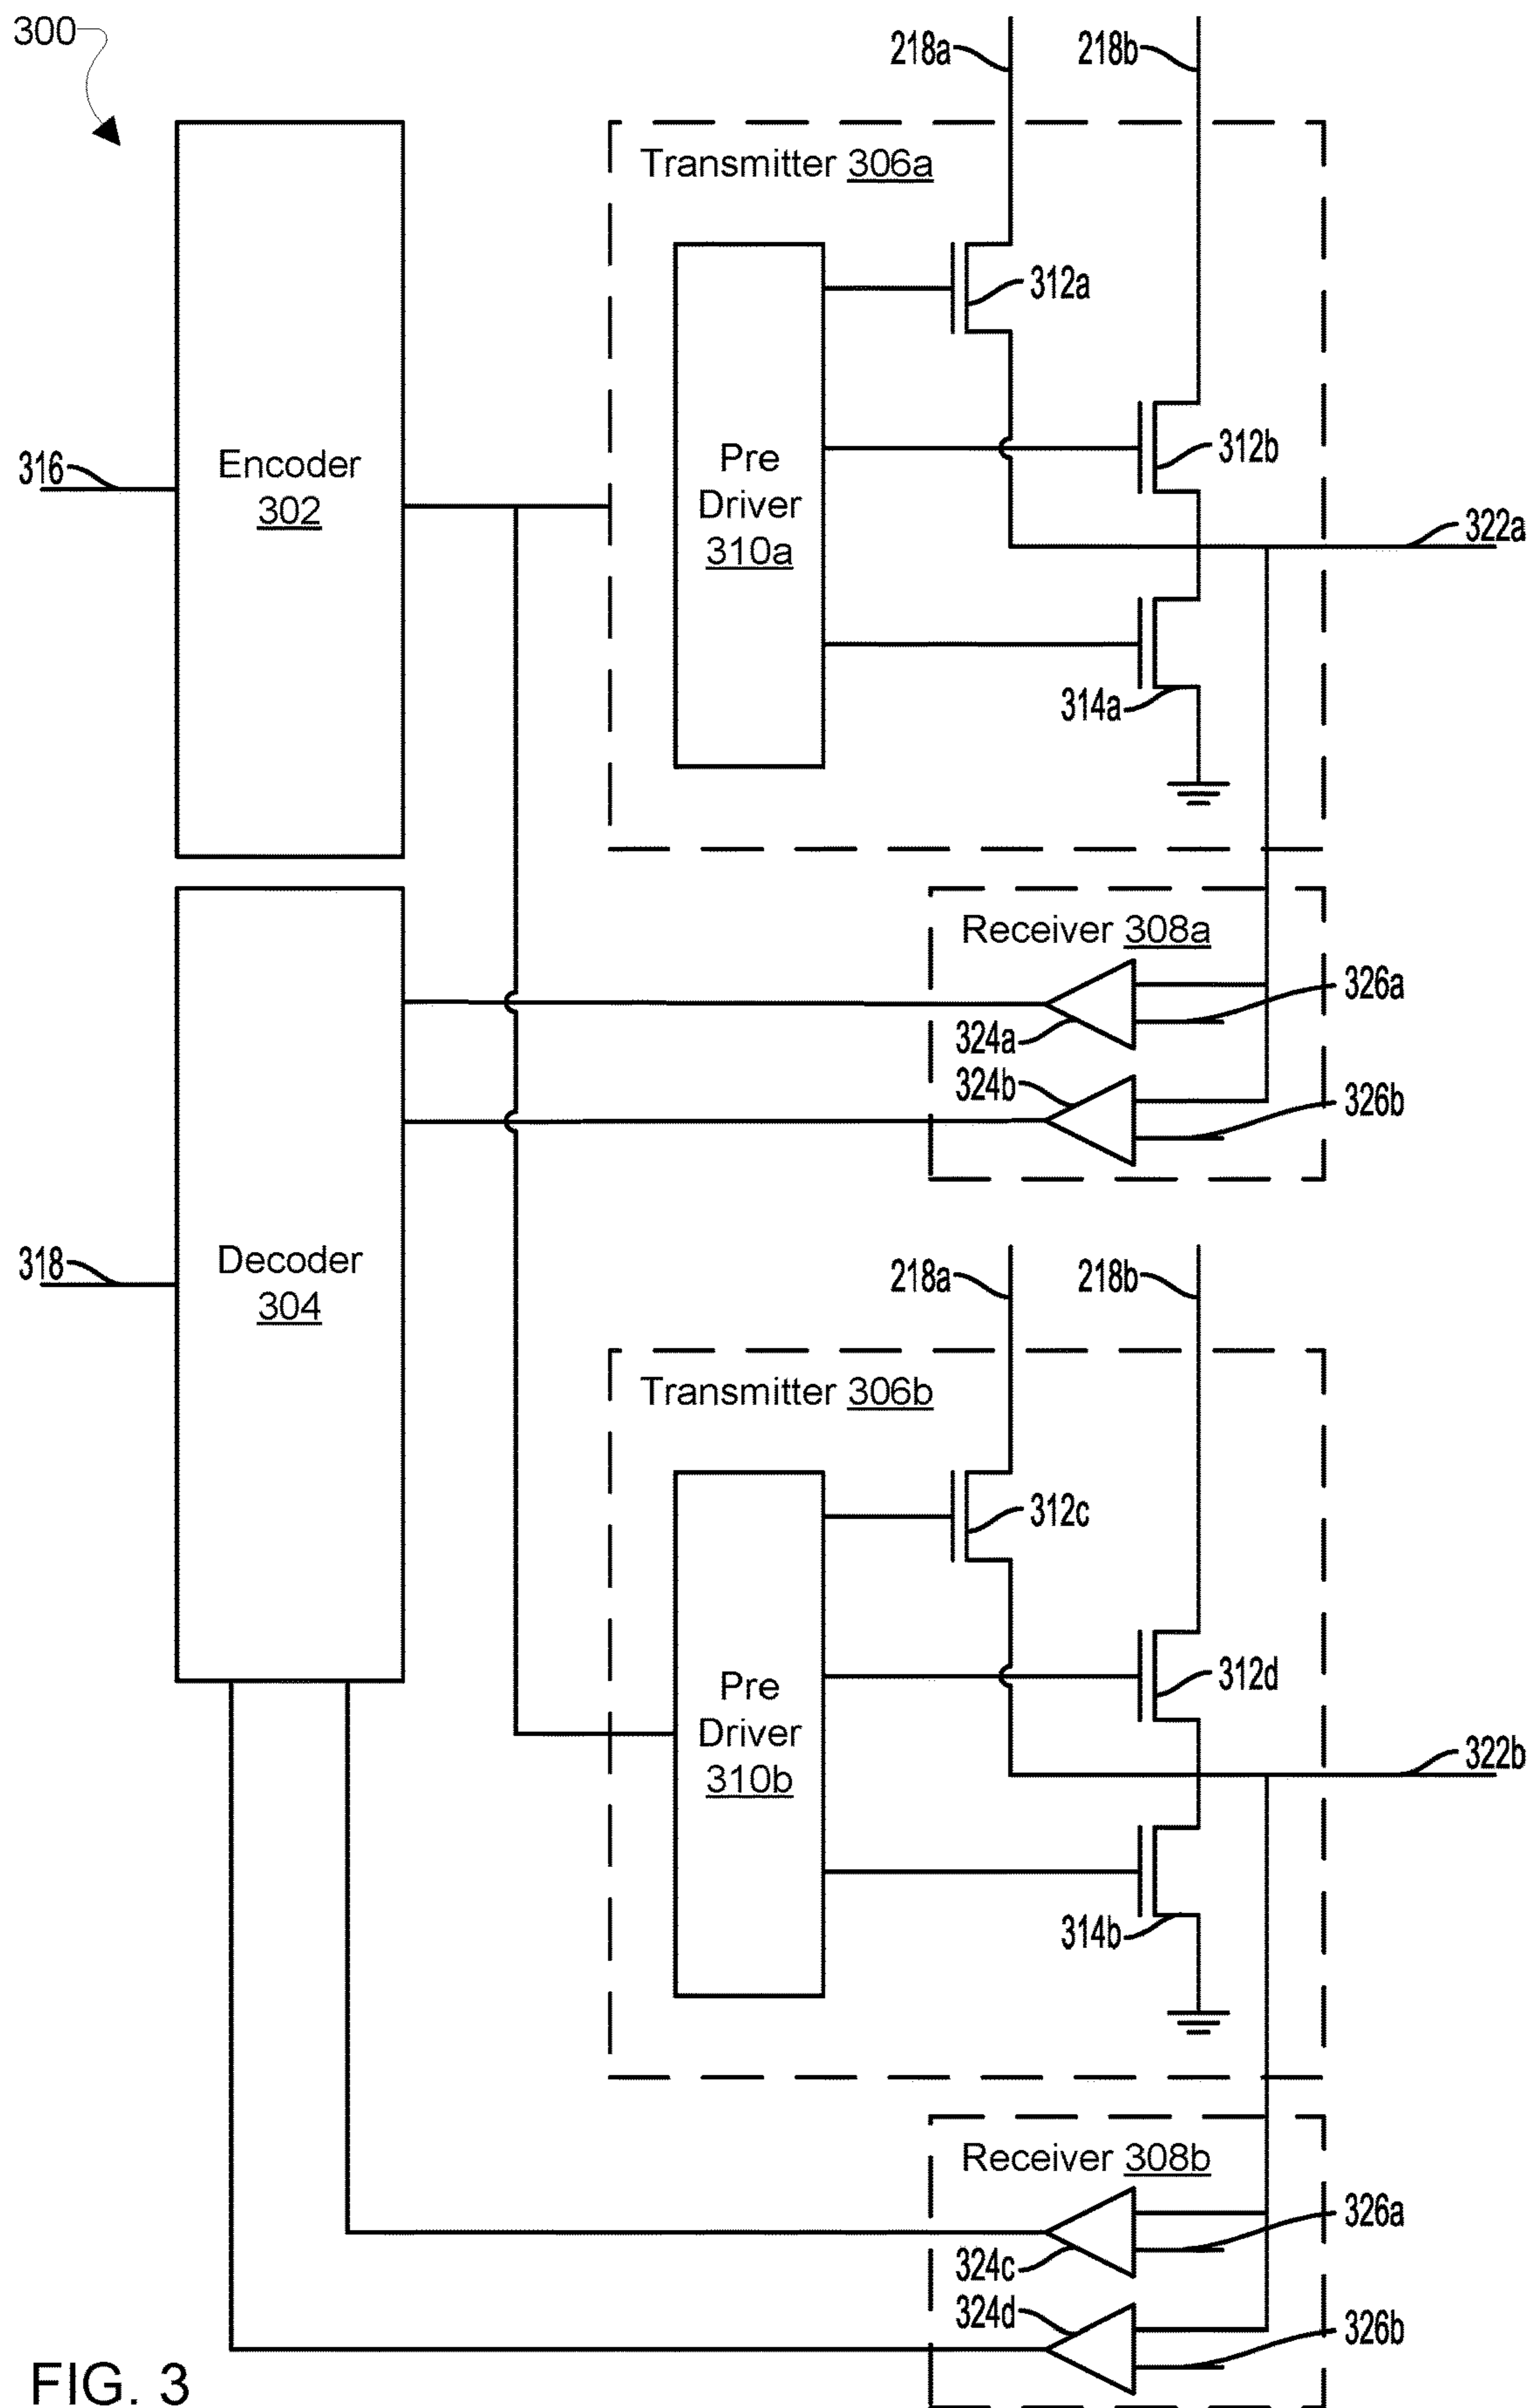 300
218a
218b
Transmitter 306a
312a
Encoder
302
316
Pre
Driver
310a
312b
322a
314a
Receiver 308a
326a
324a
324b
326b
Decoder
304
318
218a
218b
Transmitter 306b
312c
Pre
Driver
310b
312d
322b
314b
Receiver 308b
326a
324c
324d
326b
FIG. 3